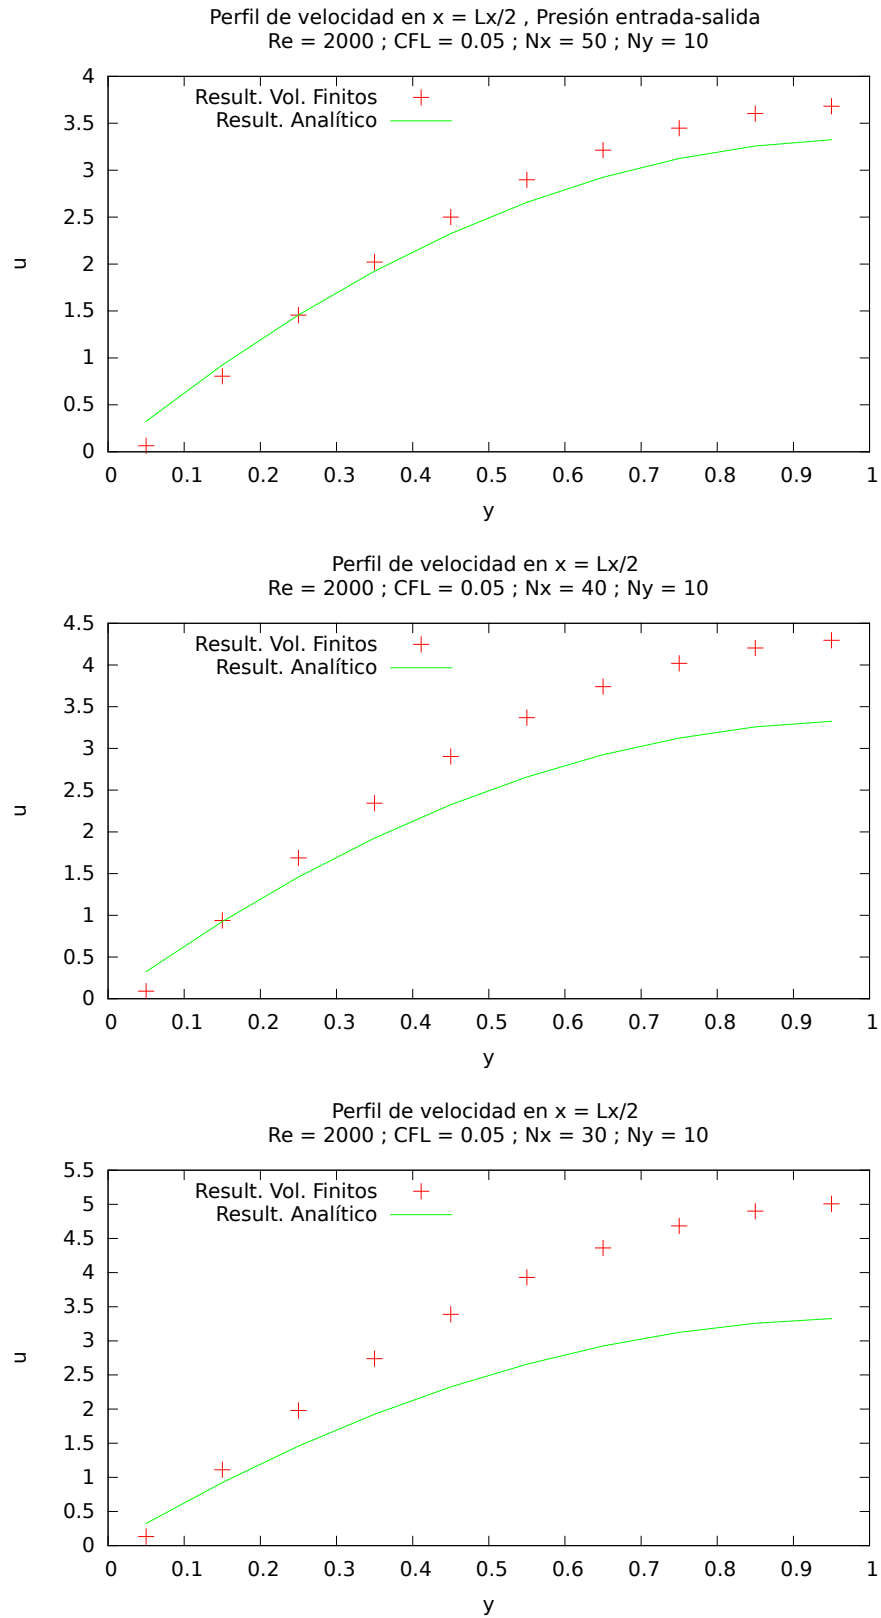 Perfil de velocidad en x = Lx/2 , Presión entrada-salida
Re = 2000 ; CFL = 0.05 ; Nx = 50 ; Ny = 10
4
3.5
3
2.5
2
1.5
1
0.5
0
u
Result. Vol. Finitos
Result. Analítico
0 0.1 0.2 0.3 0.4 0.5 0.6 0.7 0.8 0.9 1
y
Perfil de velocidad en x = Lx/2
Re = 2000 ; CFL = 0.05 ; Nx = 40 ; Ny = 10
4.5
4
3.5
3
2.5
2
1.5
1
0.5
0
u
Result. Vol. Finitos
Result. Analítico
0 0.1 0.2 0.3 0.4 0.5 0.6 0.7 0.8 0.9 1
y
Perfil de velocidad en x = Lx/2
Re = 2000 ; CFL = 0.05 ; Nx = 30 ; Ny = 10
5.5
5
4.5
4
3.5
3
2.5
2
1.5
1
0.5
0
u
Result. Vol. Finitos
Result. Analítico
0 0.1 0.2 0.3 0.4 0.5 0.6 0.7 0.8 0.9 1
y